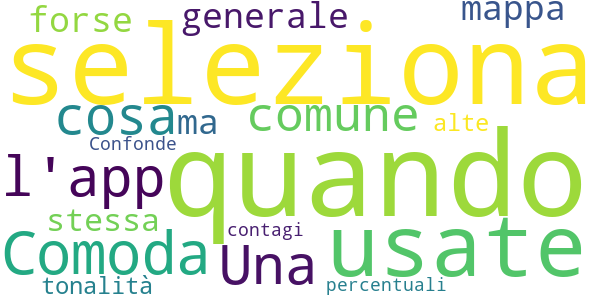 forse generale mappa
seleziona
cosa ma comune alte
Confonde
l'app quando
stessa contagi
Comoda Una usate
tonalità percentuali